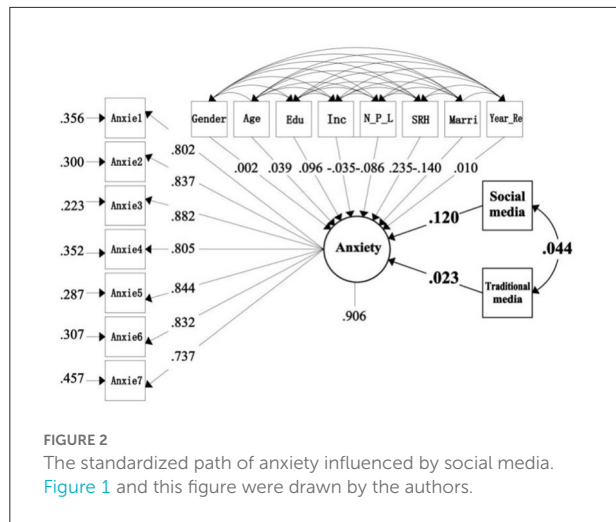 Gender Age Edu Inc N_P_L SRH Marri Year_Re
.356 Anxie1
.300 Anxie2
.223 Anxie3
.352 Anxie4
.287 Anxie5
.307 Anxie6
.457 Anxie7
.802
.837
.882
.805
.844
.832
.737
.002 .039 .096 -.035 -.086 .235 -.140 .010
Anxiety
.906
.120
.023
Social
media
Traditional
media
.044
FIGURE 2
The standardized path of anxiety influenced by social media.
Figure 1 and this figure were drawn by the authors.